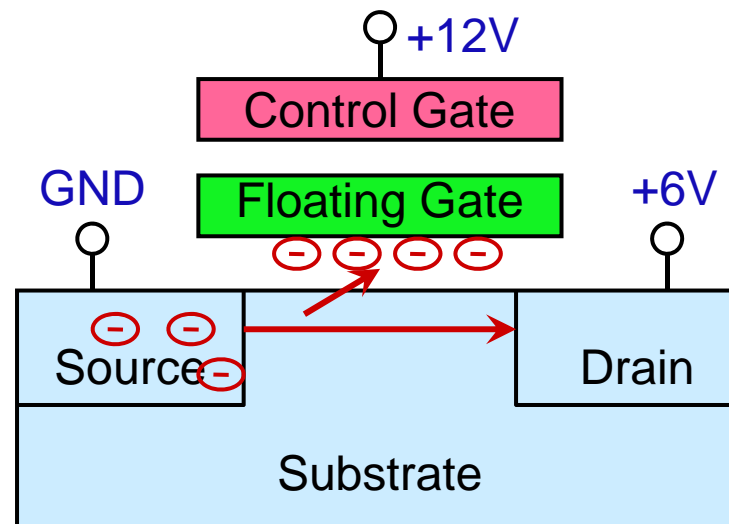 +12V
Control Gate
GND
Floating Gate
+6V
- - - -
- -
Source -
Drain
Substrate